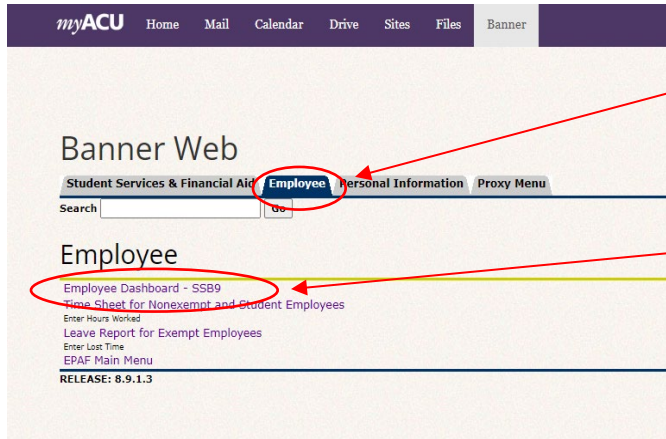 myACU Home Mail Calendar Drive Sites Files Banner
Banner Web
Student Services & Financial Aid Employee Personal Information Proxy Menu
Search Go
Employee
Employee Dashboard - SSB9
Time Sheet for Nonexempt and Student Employees
Enter Hours Worked
Leave Report for Exempt Employees
Enter Lost Time
EPAF Main Menu
RELEASE: 8.9.1.3